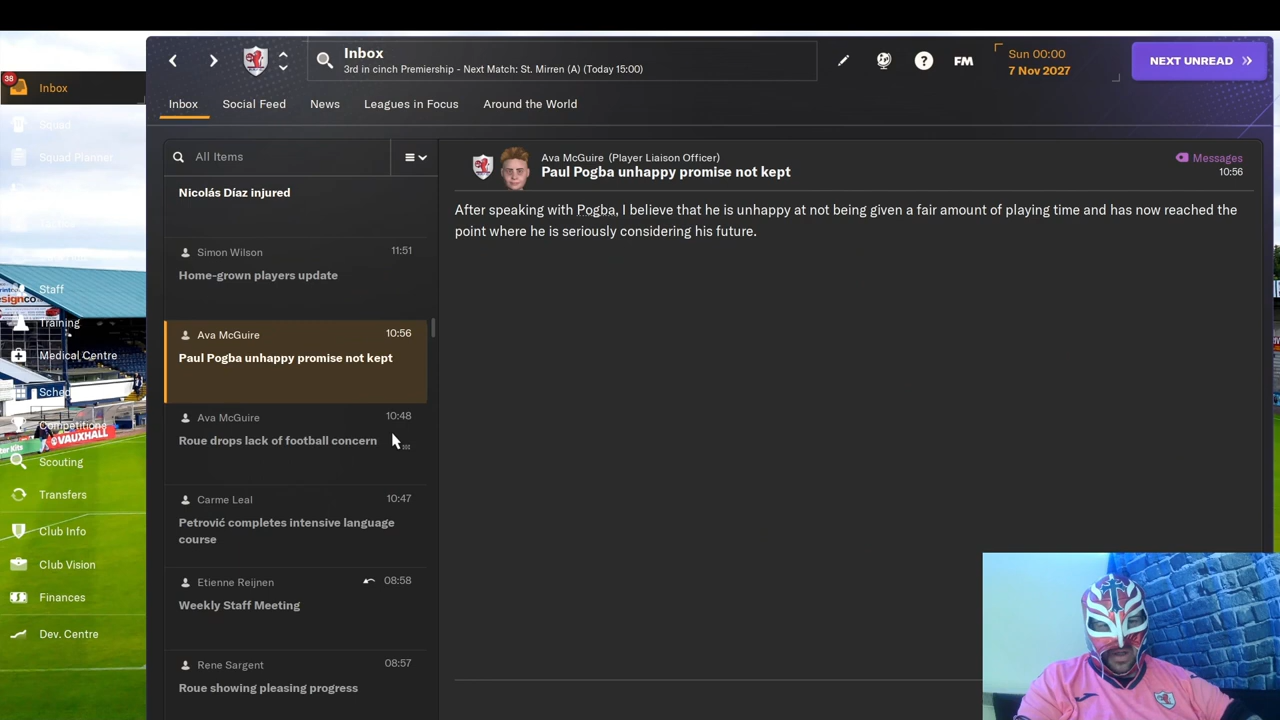 Inbox
3rd in cinch Premiership - Next Match: St. Mirren (A) (Today 15:00)
?
FM
Sun 00:00
7 Nov 2027
NEXT UNREAD
38
Inbox
Squad
Squad Planner
Staff
Training
Medical Centre
Sched
Competitions
Scouting
Transfers
Club Info
Club Vision
Finances
Dev. Centre
VAUXHALL
Inbox
Social Feed
News
Leagues in Focus
Around the World
All Items
Nicolás Díaz injured
Simon Wilson
11:51
Home-grown players update
Ava McGuire
10:56
Paul Pogba unhappy promise not kept
Ava McGuire
10:48
Roue drops lack of football concern
Carme Leal
10:47
Petrović completes intensive language
course
Etienne Reijnen
08:58
Weekly Staff Meeting
Rene Sargent
08:57
Roue showing pleasing progress
Ava McGuire (Player Liaison Officer)
Paul Pogba unhappy promise not kept
Messages
10:56
After speaking with Pogba, I believe that he is unhappy at not being given a fair amount of playing time and has now reached the
point where he is seriously considering his future.